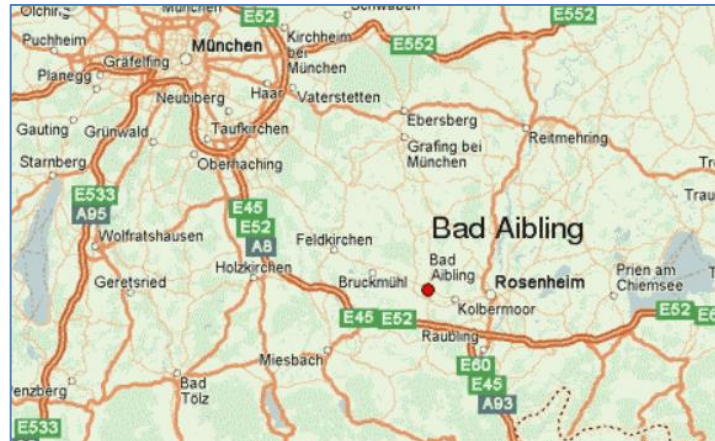 Olching
E52
Schwaben
E552
Puchheim
München
Kirchheim
bei
München
E552
Gräfelfing
Planegg
Haar
Vaterstetten
Neubiberg
Ebersberg
Gauting
Grünwald
Taufkirchen
Grafing bei
München
Reitmehring
Starnberg
Oberhaching
E533
A95
E45
E52
A8
Bad Aibling
Wolfratshausen
Feldkirchen
Bad
Aibling
Geretsried
Holzkirchen
Bruckmühl
Rosenheim
Prien am
Chiemsee
Kolbermoor
E45
E52
E52
Raubling
Miesbach
E60
E45
A93
Penzberg
Bad
Tölz
E533